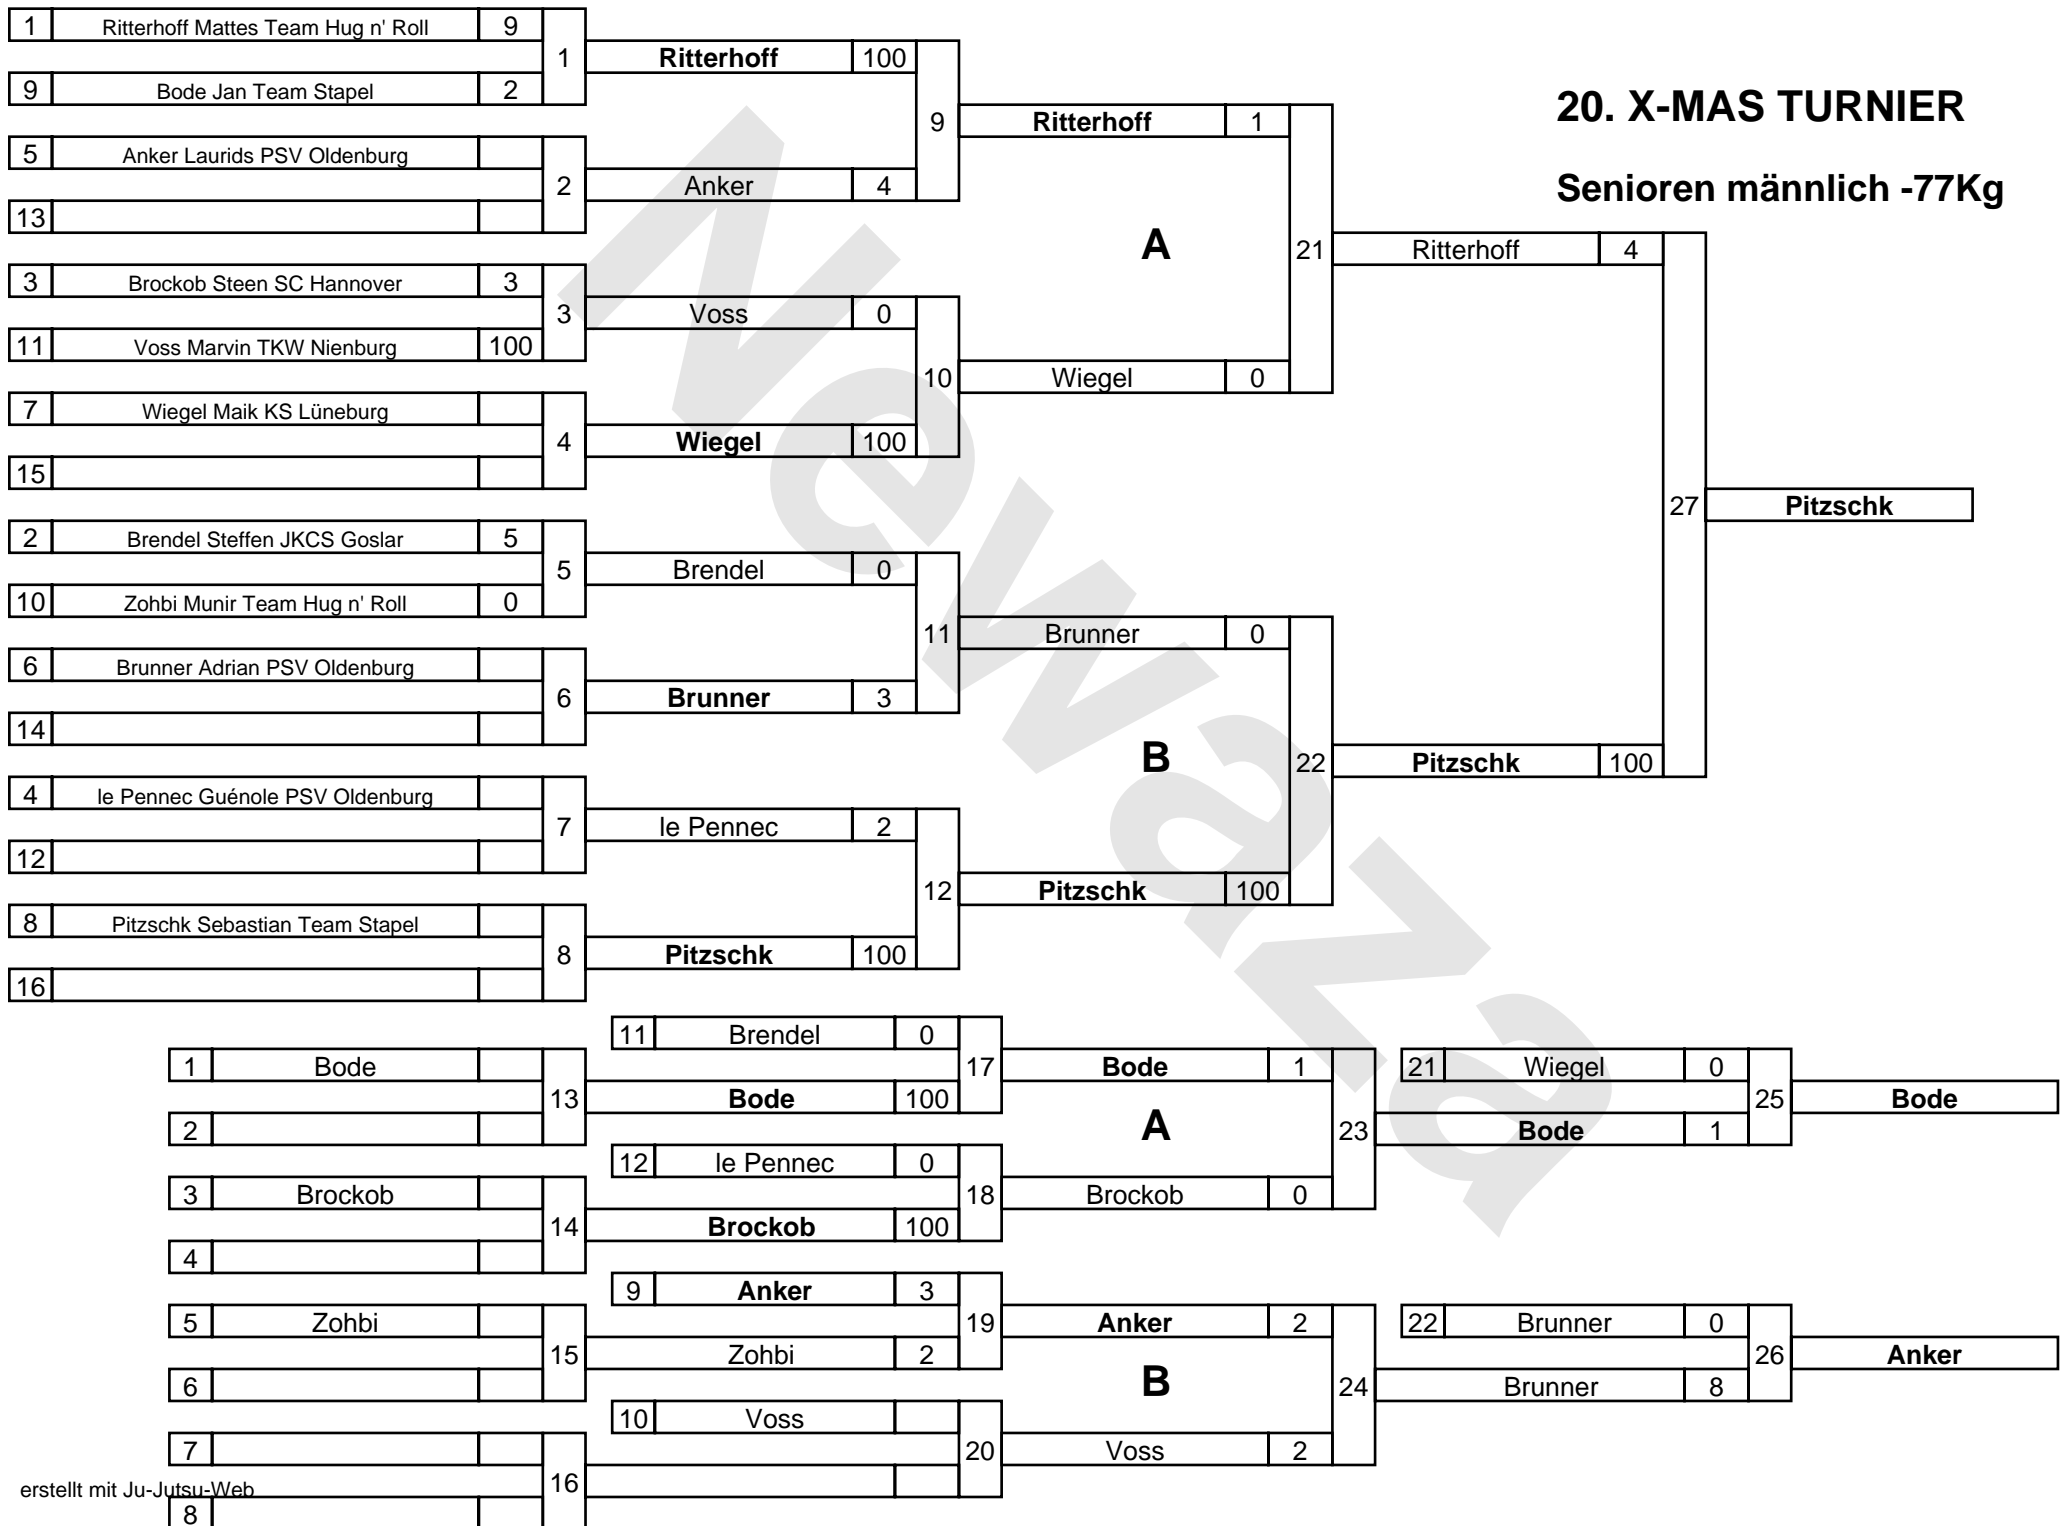 20. X-MAS TURNIER
Senioren männlich -77Kg
1 Ritterhoff Mattes Team Hug n' Roll 9
9 Bode Jan Team Stapel 2
5 Anker Laurids PSV Oldenburg
13
3 Brockob Steen SC Hannover 3
11 Voss Marvin TKW Nienburg 100
7 Wiegel Maik KS Lüneburg
15
2 Brendel Steffen JKCS Goslar 5
10 Zohbi Munir Team Hug n' Roll 0
6 Brunner Adrian PSV Oldenburg
14
4 le Pennec Guénole PSV Oldenburg
12
8 Pitzschk Sebastian Team Stapel
16
1 Ritterhoff 100
2 Anker 4
3 Voss 0
4 Wiegel 100
5 Brendel 0
6 Brunner 3
7 le Pennec 2
8 Pitzschk 100
9 Ritterhoff 1
A
10 Wiegel 0
11 Brunner 0
B
12 Pitzschk 100
21 Ritterhoff 4
22 Pitzschk 100
27 Pitzschk
1 Bode
2
3 Brockob
4
5 Zohbi
6
7
8
11 Brendel 0
13 Bode 100
12 le Pennec 0
14 Brockob 100
9 Anker 3
15 Zohbi 2
10 Voss
16
17 Bode 1
A
18 Brockob 0
19 Anker 2
B
20 Voss 2
21 Wiegel 0
23 Bode 1
22 Brunner 0
24 Brunner 8
25 Bode
26 Anker
erstellt mit Ju-Jutsu-Web
Newaza